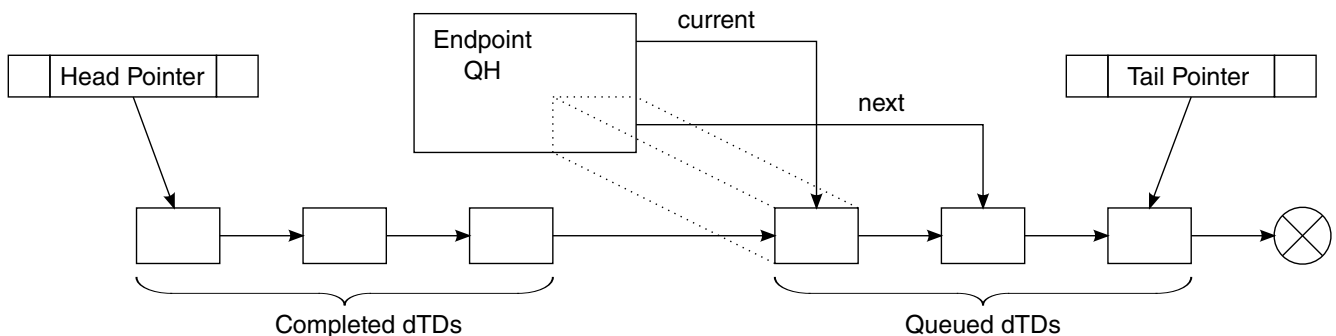 current
Endpoint
QH
Head Pointer
Tail Pointer
next
Completed dTDs
Queued dTDs